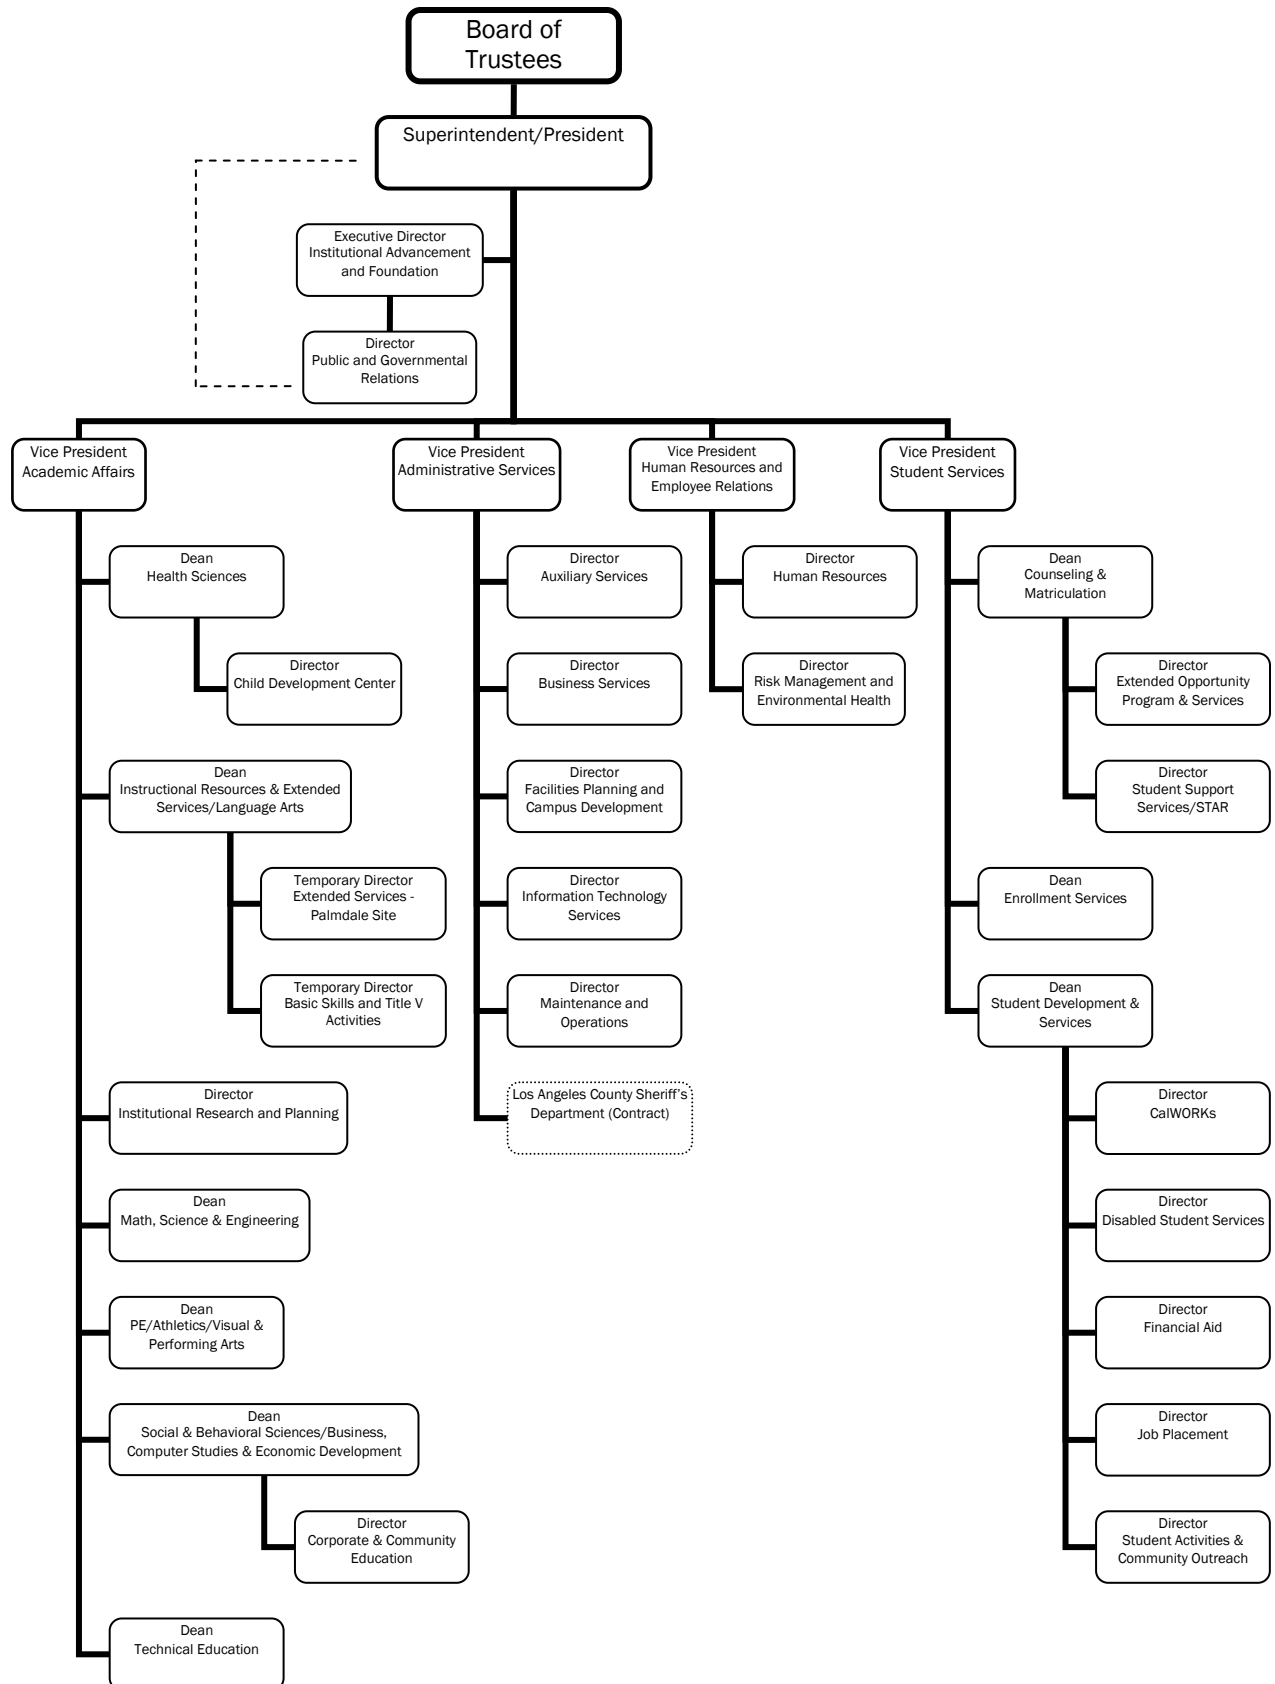 Board of
Trustees
Superintendent/President
Executive Director
Institutional Advancement
and Foundation
Director
Public and Governmental
Relations
Vice President
Academic Affairs
Vice President
Administrative Services
Vice President
Human Resources and
Employee Relations
Vice President
Student Services
Dean
Health Sciences
Director
Child Development Center
Dean
Instructional Resources & Extended
Services/Language Arts
Temporary Director
Extended Services -
Palmdale Site
Temporary Director
Basic Skills and Title V
Activities
Director
Institutional Research and Planning
Dean
Math, Science & Engineering
Dean
PE/Athletics/Visual &
Performing Arts
Dean
Social & Behavioral Sciences/Business,
Computer Studies & Economic Development
Director
Corporate & Community
Education
Dean
Technical Education
Director
Auxiliary Services
Director
Business Services
Director
Facilities Planning and
Campus Development
Director
Information Technology
Services
Director
Maintenance and
Operations
Los Angeles County Sheriff's
Department (Contract)
Director
Human Resources
Director
Risk Management and
Environmental Health
Dean
Counseling &
Matriculation
Director
Extended Opportunity
Program & Services
Director
Student Support
Services/STAR
Dean
Enrollment Services
Dean
Student Development &
Services
Director
CalWORKs
Director
Disabled Student Services
Director
Financial Aid
Director
Job Placement
Director
Student Activities &
Community Outreach